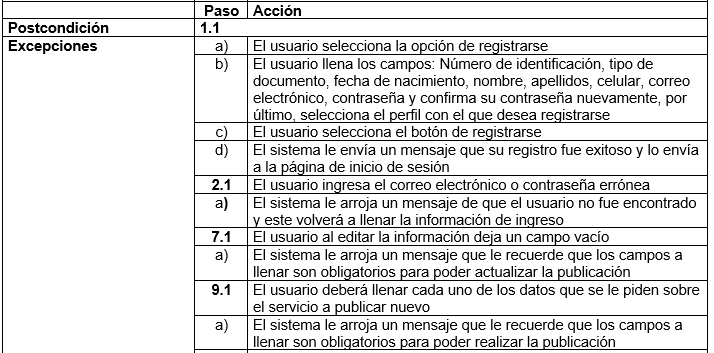 Paso Acción
Postcondición 1.1
Excepciones a) El usuario selecciona la opción de registrarse
b) El usuario llena los campos: Número de identificación, tipo de
documento, fecha de nacimiento, nombre, apellidos, celular, correo
electrónico, contraseña y confirma su contraseña nuevamente, por
último, selecciona el perfil con el que desea registrarse
c) El usuario selecciona el botón de registrarse
d) El sistema le envía un mensaje que su registro fue exitoso y lo envía
a la página de inicio de sesión
2.1 El usuario ingresa el correo electrónico o contraseña errónea
a) El sistema le arroja un mensaje de que el usuario no fue encontrado
y este volverá a llenar la información de ingreso
7.1 El usuario al editar la información deja un campo vacío
a) El sistema le arroja un mensaje que le recuerde que los campos a
llenar son obligatorios para poder actualizar la publicación
9.1 El usuario deberá llenar cada uno de los datos que se le piden sobre
el servicio a publicar nuevo
a) El sistema le arroja un mensaje que le recuerde que los campos a
llenar son obligatorios para poder realizar la publicación